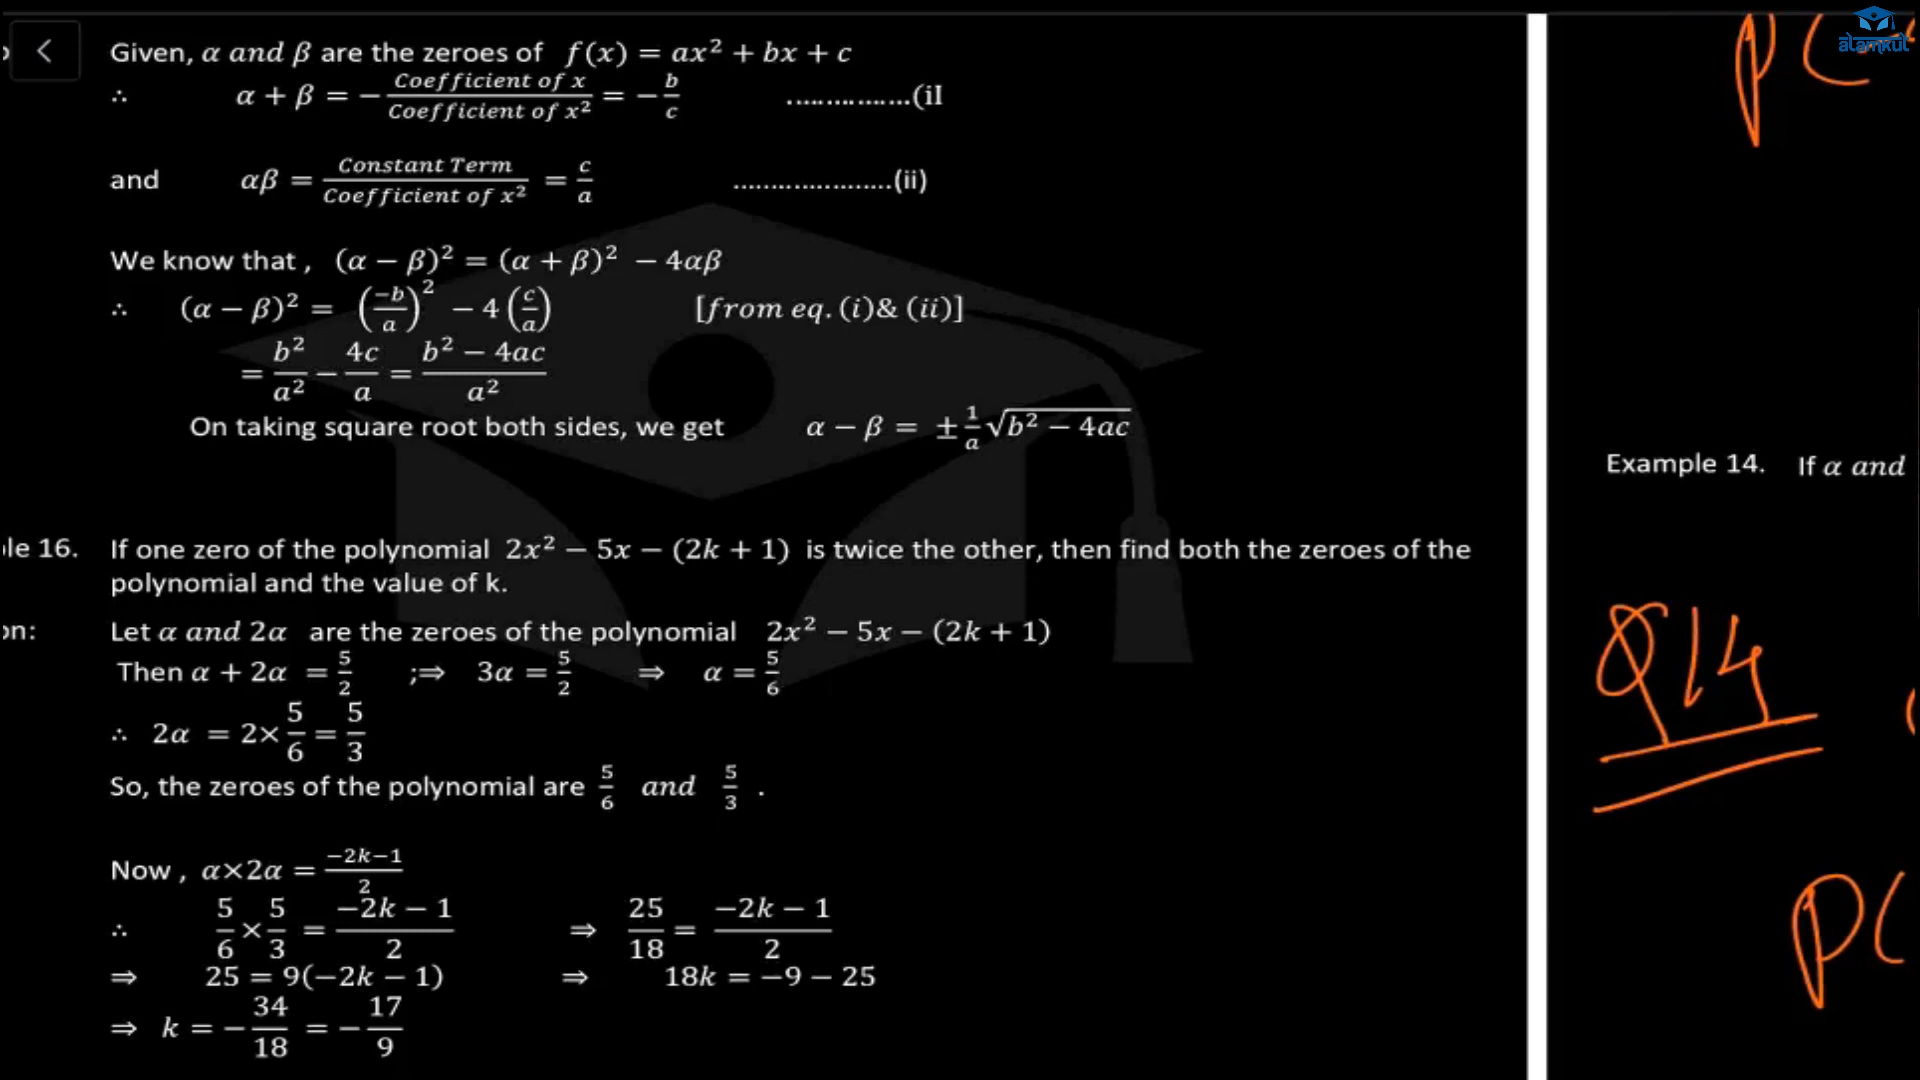 Given, α and β are the zeroes of f(x) = ax² + bx + c
∴ α + β = − Coefficient of x / Coefficient of x² = − b/c ...............(iI
and αβ = Constant Term / Coefficient of x² = c/a .....................(ii)
We know that , (α − β)² = (α + β)² − 4αβ
∴ (α − β)² = (−b/a)² − 4 (c/a) [from eq. (i)& (ii)]
= b²/a² − 4c/a = b² − 4ac / a²
On taking square root both sides, we get α − β = ± 1/a √(b² − 4ac)
le 16. If one zero of the polynomial 2x² − 5x − (2k + 1) is twice the other, then find both the zeroes of the
polynomial and the value of k.
on: Let α and 2α are the zeroes of the polynomial 2x² − 5x − (2k + 1)
Then α + 2α = 5/2 ;⇒ 3α = 5/2 ⇒ α = 5/6
∴ 2α = 2× 5/6 = 5/3
So, the zeroes of the polynomial are 5/6 and 5/3 .
Now , α×2α = −2k−1 / 2
∴ 5/6 × 5/3 = −2k − 1 / 2 ⇒ 25/18 = −2k − 1 / 2
⇒ 25 = 9(−2k − 1) ⇒ 18k = −9 − 25
⇒ k = − 34/18 = − 17/9
P(
alamkul
Example 14. If α and
Q14
P(